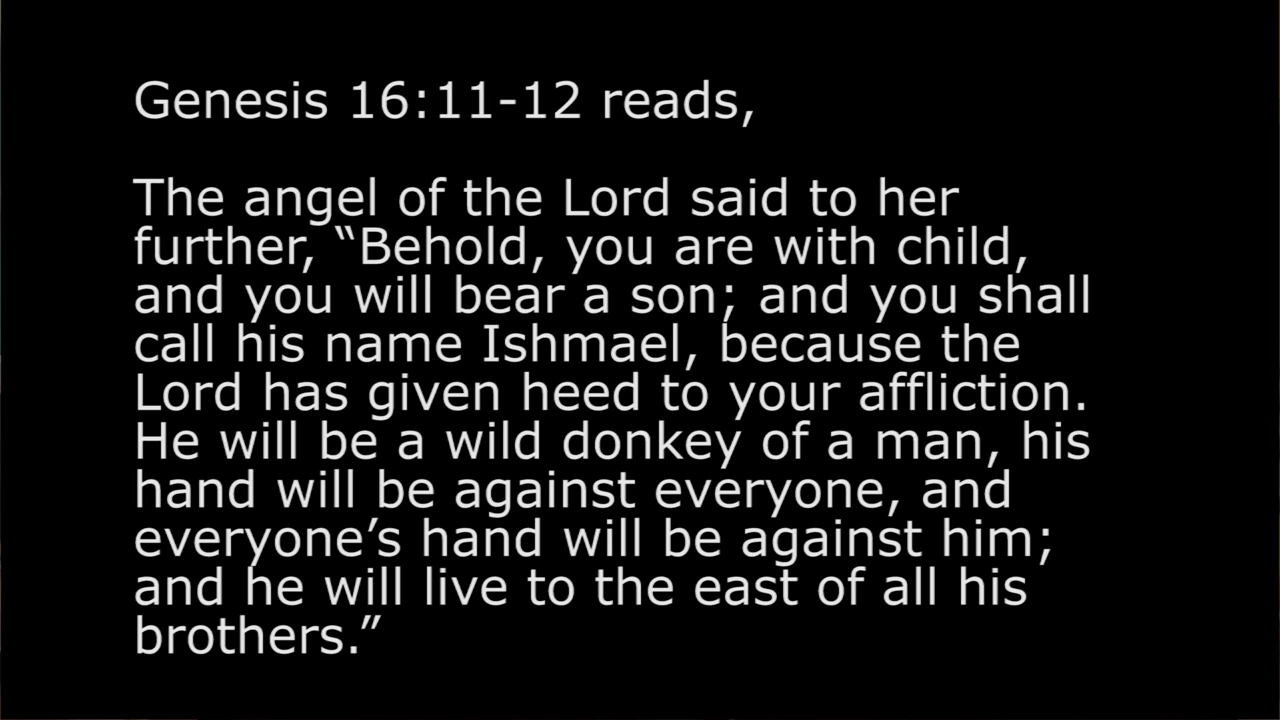 Genesis 16:11-12 reads,
The angel of the Lord said to her
further, “Behold, you are with child,
and you will bear a son; and you shall
call his name Ishmael, because the
Lord has given heed to your affliction.
He will be a wild donkey of a man, his
hand will be against everyone, and
everyone’s hand will be against him;
and he will live to the east of all his
brothers.”